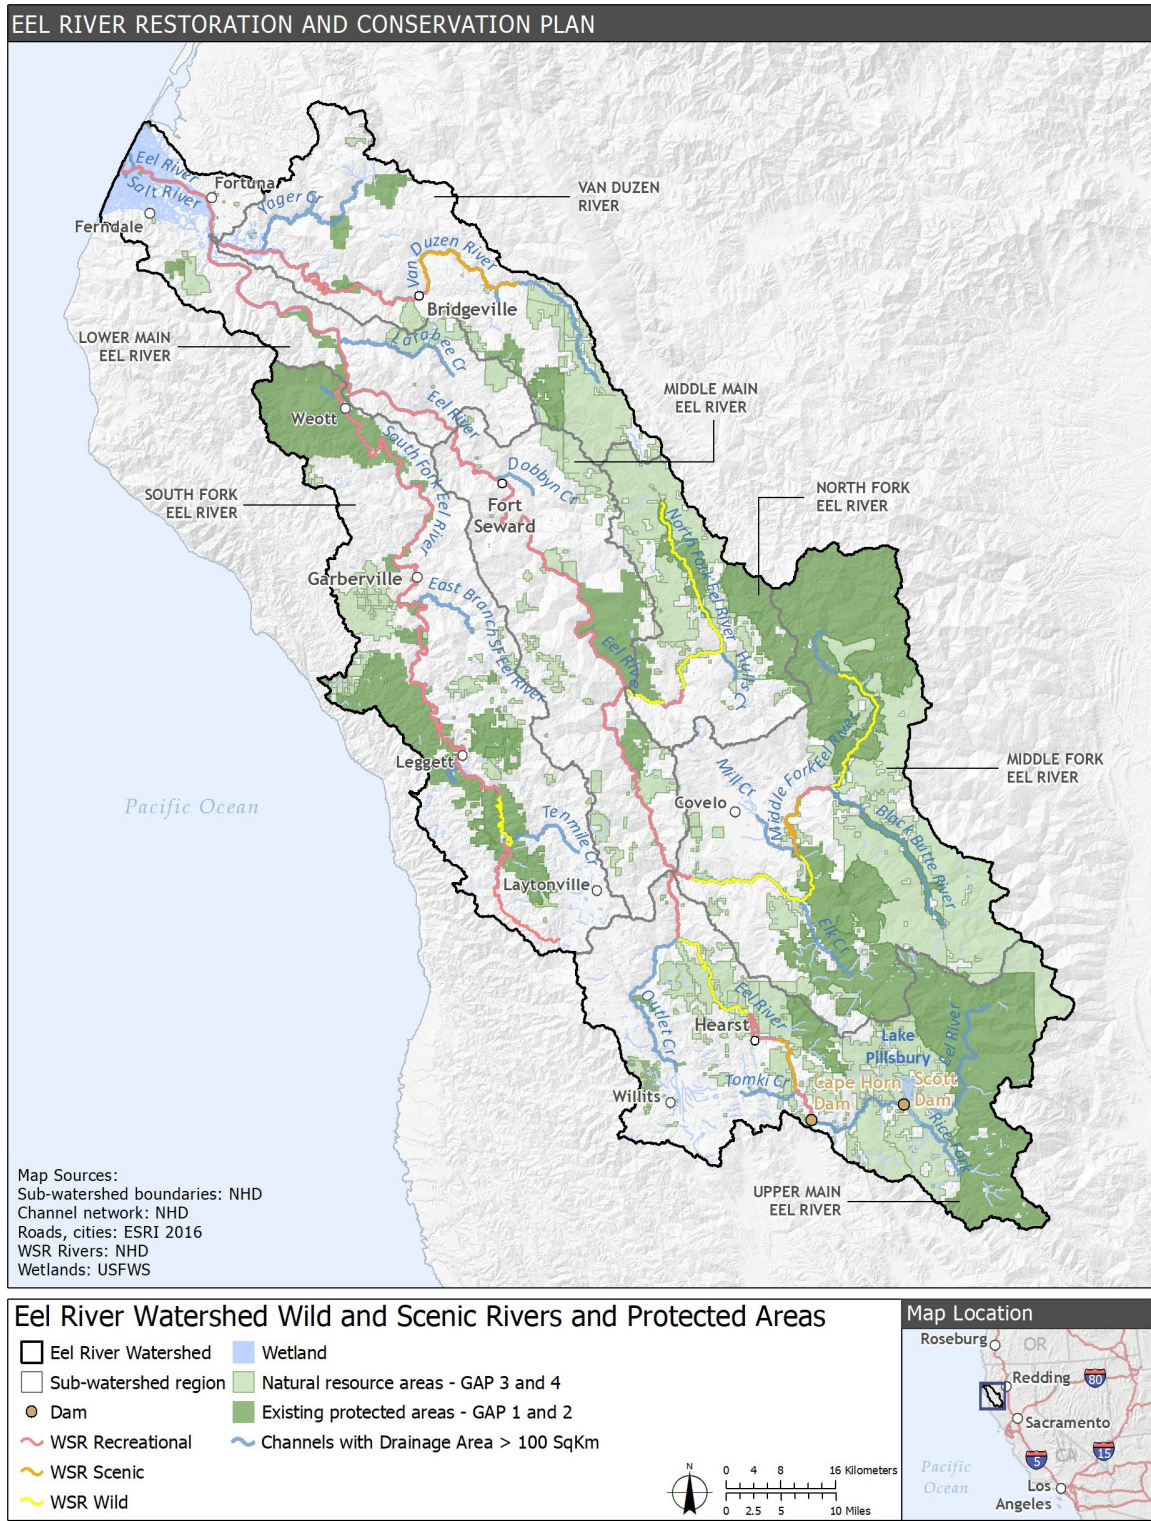 EEL RIVER RESTORATION AND CONSERVATION PLAN
Eel River
Salt River
Fortuna
Ferndale
Yager Cr
VAN DUZEN
RIVER
Van Duzen River
Bridgeville
LOWER MAIN
EEL RIVER
Larabee Cr
MIDDLE MAIN
EEL RIVER
Weott
Eel River
South Fork Eel River
Dobbyn Cr
SOUTH FORK
EEL RIVER
Fort
Seward
NORTH FORK
EEL RIVER
North Fork Eel River
Garberville
East Branch SF Eel River
Eel River
Hulls Cr
Leggett
Middle Fork Eel River
MIDDLE FORK
EEL RIVER
Mill Cr
Covelo
Pacific Ocean
Tenmile Cr
Black Butte River
Laytonville
Elk Cr
Outlet Cr
Eel River
Hearst
Lake
Pillsbury
Eel River
Tomki Cr
Cape Horn
Dam
Scott
Dam
Willits
Rice Fork
UPPER MAIN
EEL RIVER
Map Sources:
Sub-watershed boundaries: NHD
Channel network: NHD
Roads, cities: ESRI 2016
WSR Rivers: NHD
Wetlands: USFWS
Eel River Watershed Wild and Scenic Rivers and Protected Areas
Eel River Watershed
Sub-watershed region
Dam
WSR Recreational
WSR Scenic
WSR Wild
Wetland
Natural resource areas - GAP 3 and 4
Existing protected areas - GAP 1 and 2
Channels with Drainage Area > 100 SqKm
N
0 4 8 16 Kilometers
0 2.5 5 10 Miles
Map Location
Roseburg
OR
Redding
80
Sacramento
5
CA
15
Pacific
Ocean
Los
Angeles